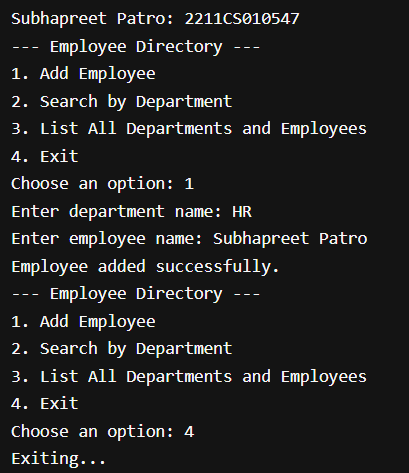 Subhapreet Patro: 2211CS010547
--- Employee Directory ---
1. Add Employee
2. Search by Department
3. List All Departments and Employees
4. Exit
Choose an option: 1
Enter department name: HR
Enter employee name: Subhapreet Patro
Employee added successfully.
--- Employee Directory ---
1. Add Employee
2. Search by Department
3. List All Departments and Employees
4. Exit
Choose an option: 4
Exiting...